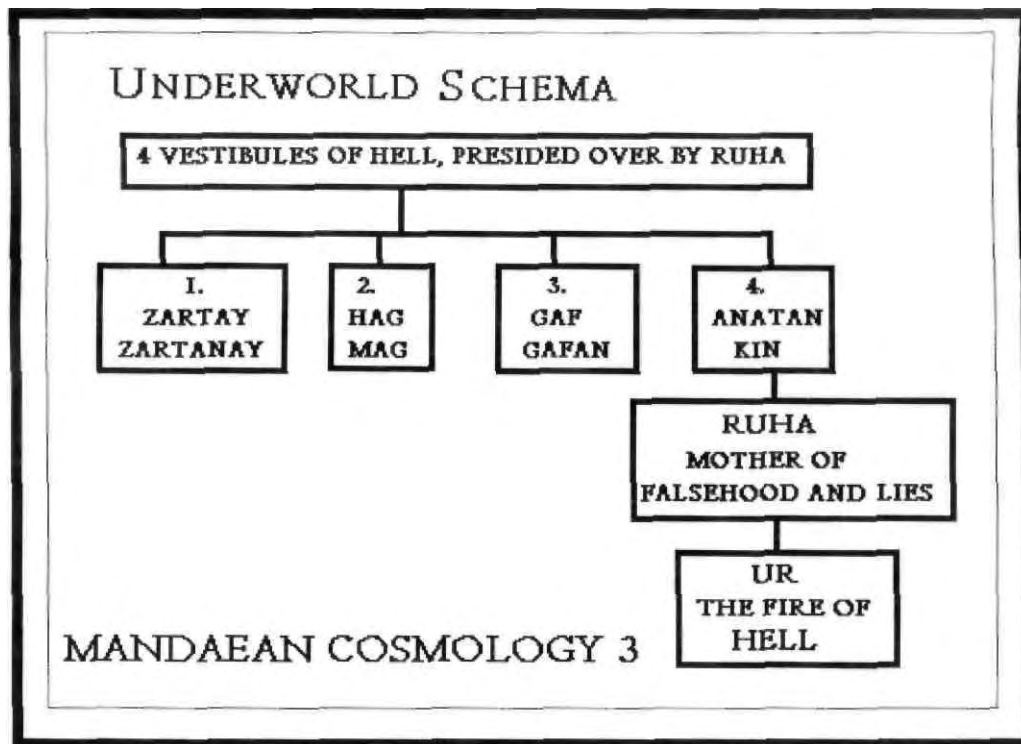 UNDERWORLD SCHEMA
4 VESTIBULES OF HELL, PRESIDED OVER BY RUHA
1.
ZARTAY
ZARTANAY
2.
HAG
MAG
3.
GAF
GAFAN
4.
ANATAN
KIN
RUHA
MOTHER OF
FALSEHOOD AND LIES
UR
THE FIRE OF
HELL
MANDAEAN COSMOLOGY 3